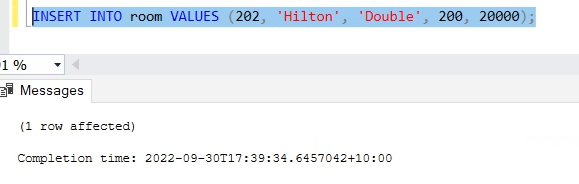 INSERT INTO room VALUES (202, 'Hilton', 'Double', 200, 20000);
1 %
Messages
(1 row affected)
Completion time: 2022-09-30T17:39:34.6457042+10:00